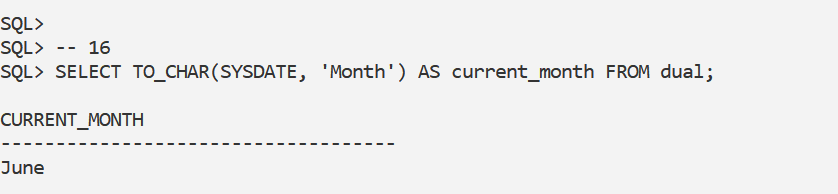 SQL>
SQL> -- 16
SQL> SELECT TO_CHAR(SYSDATE, 'Month') AS current_month FROM dual;
CURRENT_MONTH
------------------------------------
June